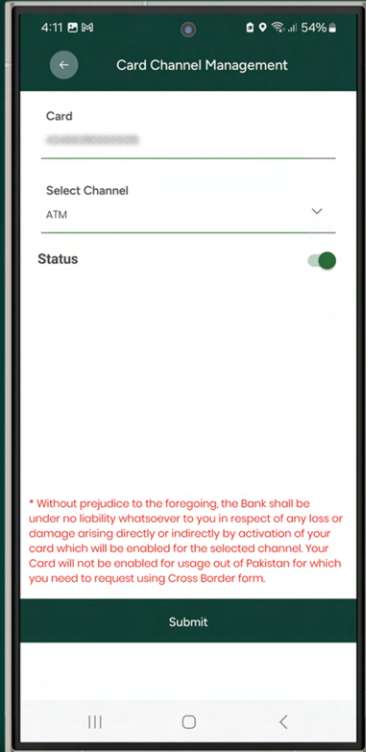 4:11 54%
Card Channel Management
Card
Select Channel
ATM
Status
* Without prejudice to the foregoing, the Bank shall be
under no liability whatsoever to you in respect of any loss or
damage arising directly or indirectly by activation of your
card which will be enabled for the selected channel. Your
Card will not be enabled for usage out of Pakistan for which
you need to request using Cross Border form.
Submit